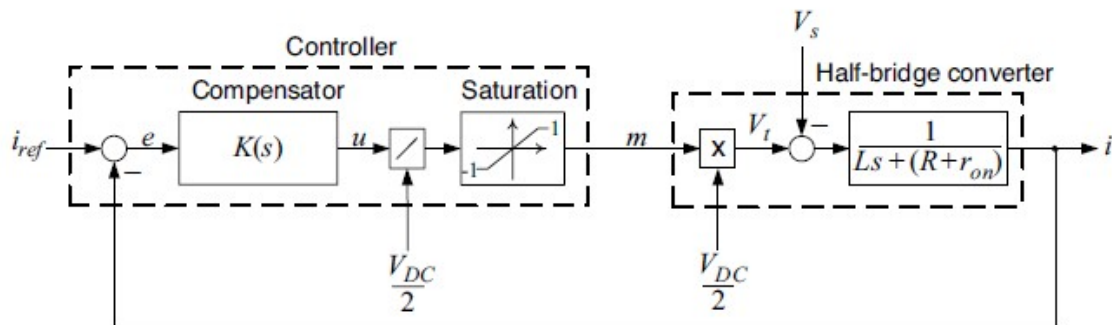 Controller
Compensator
Saturation
i_ref
e
K(s)
u
1
-1
m
V_DC
2
V_s
Half-bridge converter
X
V_t
1
Ls + (R + r_on)
i
V_DC
2